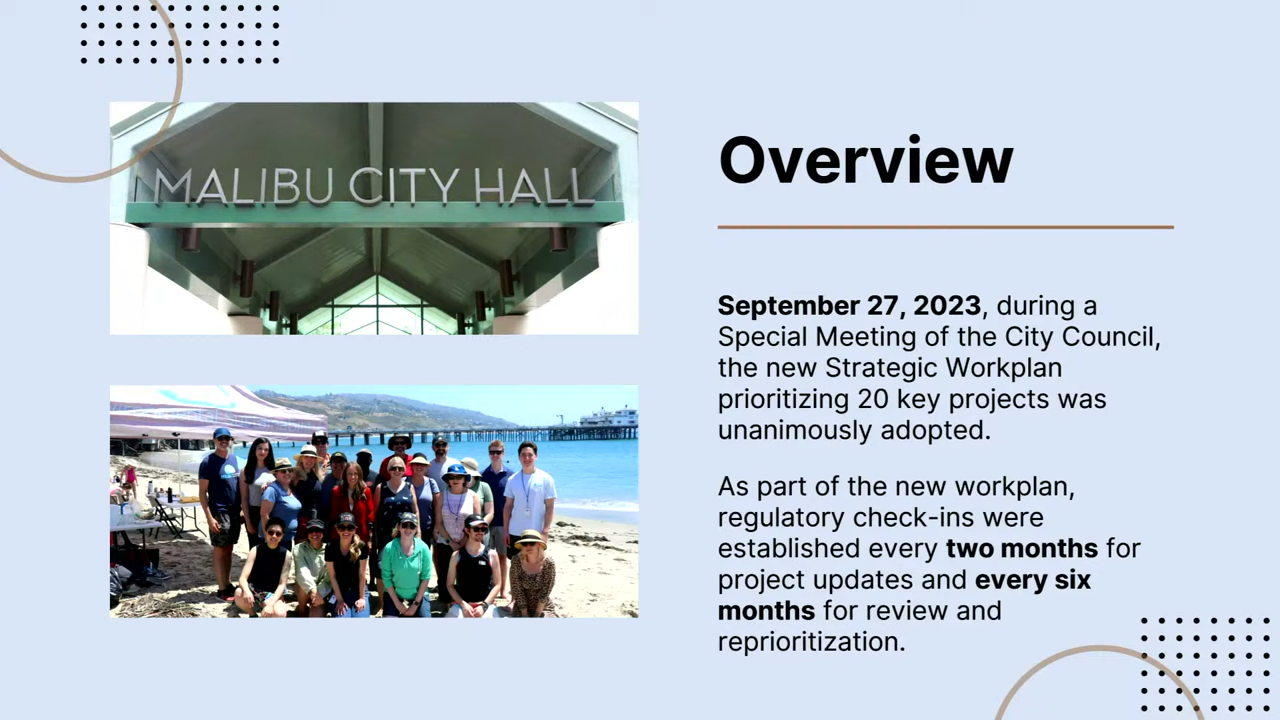 MALIBU CITY HALL
Overview
September 27, 2023, during a
Special Meeting of the City Council,
the new Strategic Workplan
prioritizing 20 key projects was
unanimously adopted.
As part of the new workplan,
regulatory check-ins were
established every two months for
project updates and every six
months for review and
reprioritization.